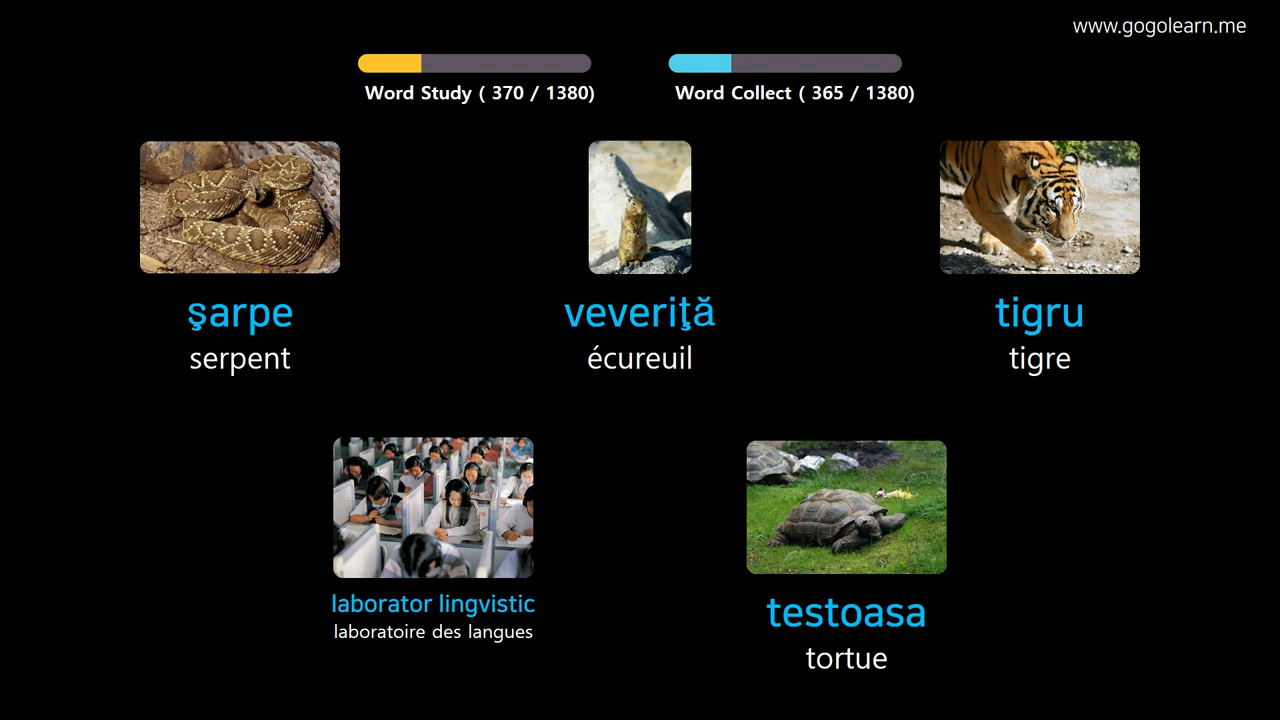 www.gogolearn.me
Word Study ( 370 / 1380)
Word Collect ( 365 / 1380)
şarpe
serpent
veveriţă
écureuil
tigru
tigre
laborator lingvistic
laboratoire des langues
testoasa
tortue